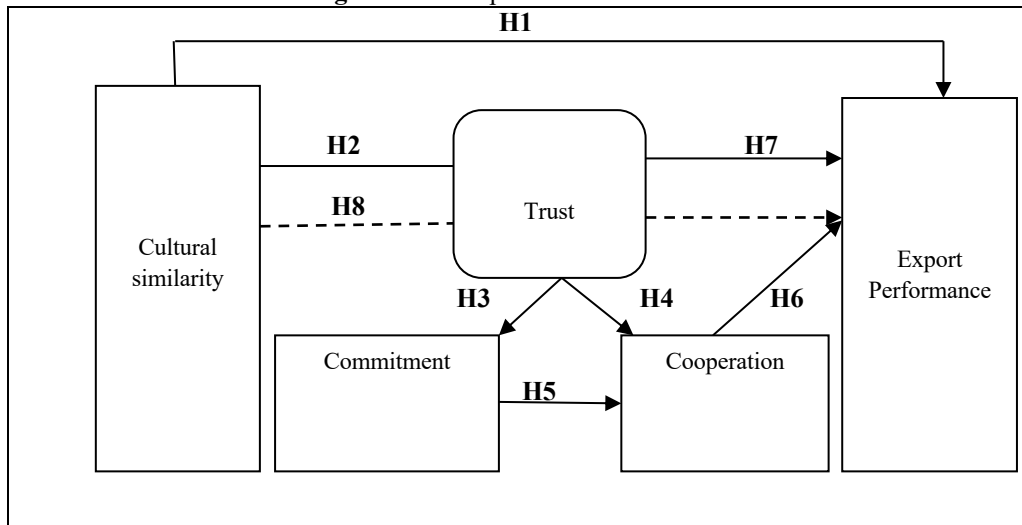 H1
H2
H7
H8
Trust
Cultural
similarity
Export
Performance
H3
H4
H6
Commitment
Cooperation
H5